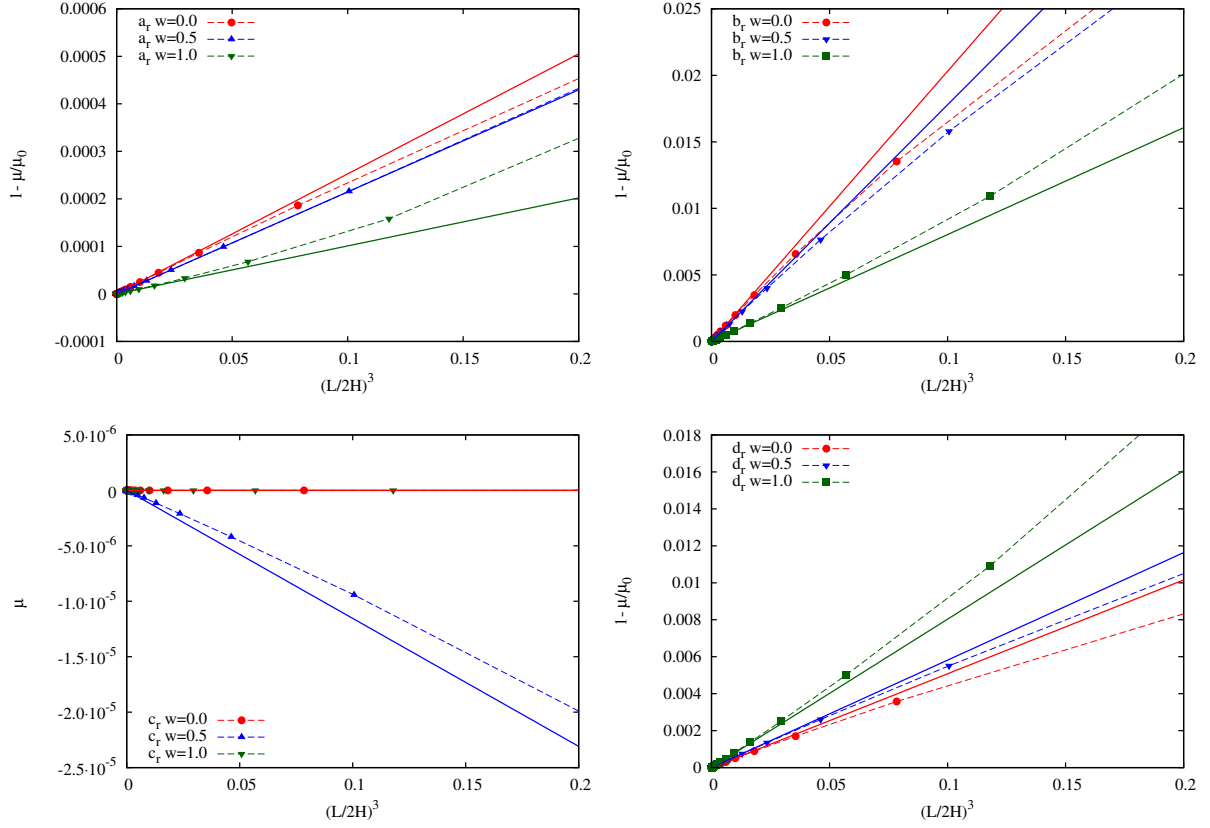 0.0006
0.0005
0.0004
0.0003
0.0002
0.0001
0
-0.0001
1- μ/μ₀
a_r w=0.0
a_r w=0.5
a_r w=1.0
0 0.05 0.1 0.15 0.2
(L/2H)³
0.025
0.02
0.015
0.01
0.005
0
1- μ/μ₀
b_r w=0.0
b_r w=0.5
b_r w=1.0
0 0.05 0.1 0.15 0.2
(L/2H)³
5.0·10⁻⁶
0
-5.0·10⁻⁶
-1.0·10⁻⁵
-1.5·10⁻⁵
-2.0·10⁻⁵
-2.5·10⁻⁵
μ
c_r w=0.0
c_r w=0.5
c_r w=1.0
0 0.05 0.1 0.15 0.2
(L/2H)³
0.018
0.016
0.014
0.012
0.01
0.008
0.006
0.004
0.002
0
1- μ/μ₀
d_r w=0.0
d_r w=0.5
d_r w=1.0
0 0.05 0.1 0.15 0.2
(L/2H)³